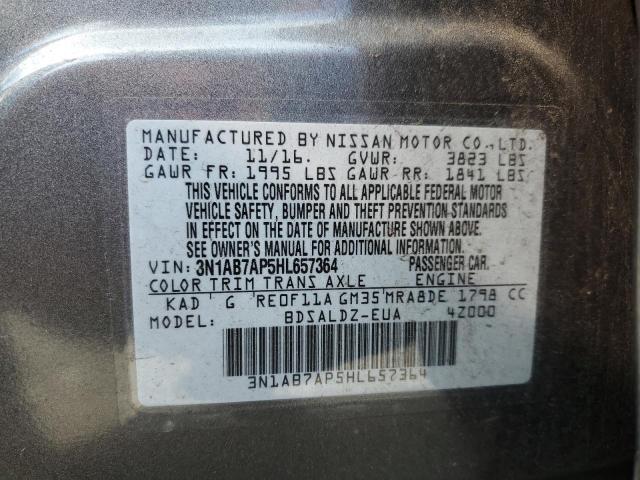 MANUFACTURED BY NISSAN MOTOR CO.,LTD.
DATE: 11/16. GVWR: 3823 LBS
GAWR FR: 1995 LBS GAWR RR: 1841 LBS
THIS VEHICLE CONFORMS TO ALL APPLICABLE FEDERAL MOTOR
VEHICLE SAFETY, BUMPER AND THEFT PREVENTION STANDARDS
IN EFFECT ON THE DATE OF MANUFACTURE SHOWN ABOVE.
SEE OWNER'S MANUAL FOR ADDITIONAL INFORMATION.
VIN: 3N1AB7AP5HL657364 PASSENGER CAR.
COLOR TRIM TRANS AXLE ENGINE
KAD G RE0F11A GM35 MRA8DE 1798 CC
MODEL: BDSALDZ-EUA 4Z000
3N1AB7AP5HL657364